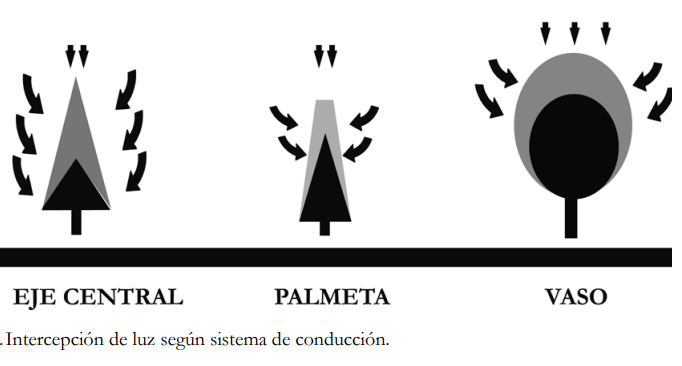 EJE CENTRAL PALMETA VASO
. Intercepción de luz según sistema de conducción.